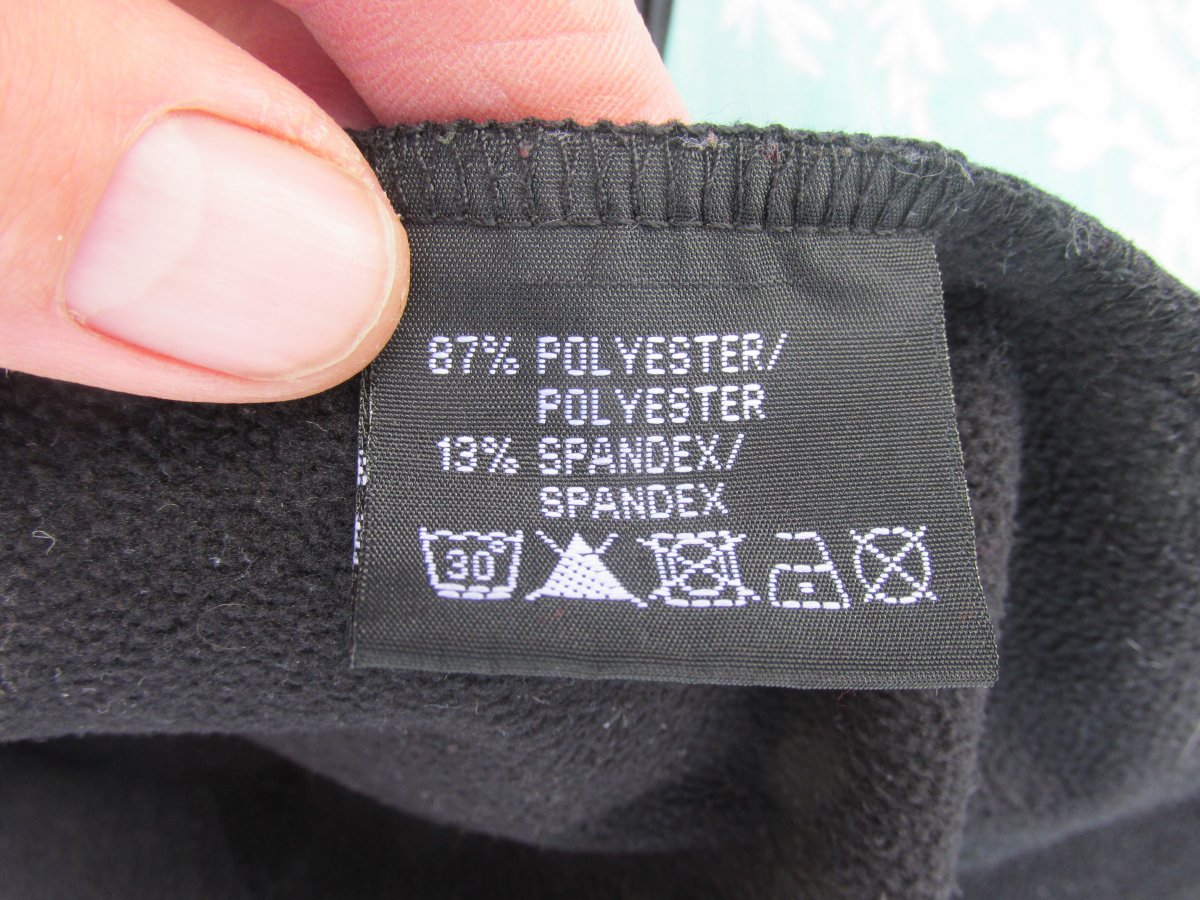 87% POLYESTER/
POLYESTER
13% SPANDEX/
SPANDEX
30°